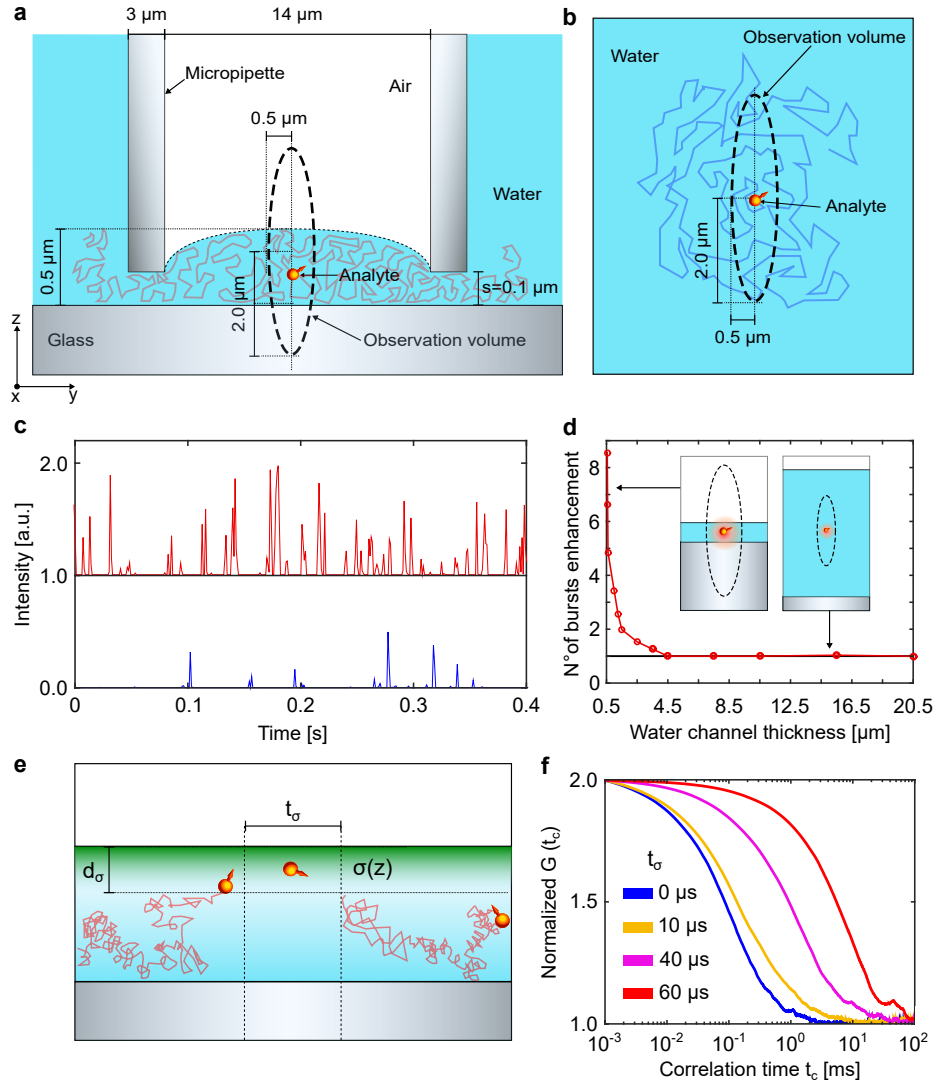 a
3 μm
14 μm
Micropipette
Air
0.5 μm
Water
0.5 μm
2.0 μm
Analyte
s=0.1 μm
Glass
Observation volume
z
x
y
b
Observation
volume
Water
Analyte
2.0 μm
0.5 μm
c
Intensity [a.u.]
2.0
1.0
0.0
0
0.1
0.2
0.3
0.4
Time [s]
d
N°of bursts enhancement
8
6
4
2
0
0.5
4.5
8.5
12.5
16.5
20.5
Water channel thickness [μm]
e
tσ
dσ
σ(z)
f
Normalized G (tc)
2.0
1.5
1.0
tσ
0 μs
10 μs
40 μs
60 μs
10⁻³
10⁻²
10⁻¹
10⁰
10¹
10²
Correlation time tc [ms]